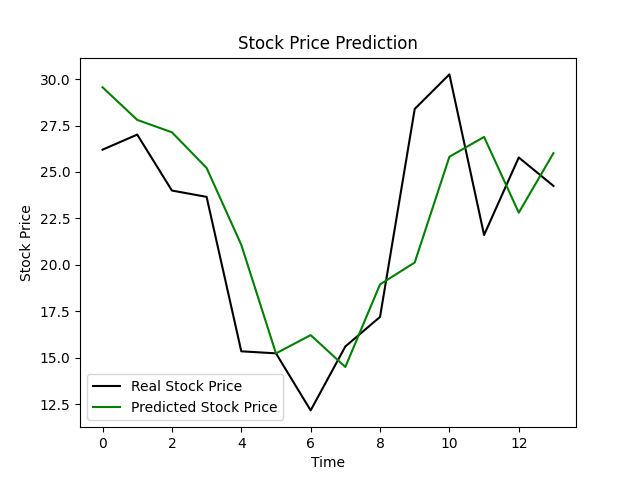 Stock Price Prediction
30.0
27.5
25.0
22.5
20.0
17.5
15.0
12.5
Stock Price
Real Stock Price
Predicted Stock Price
0 2 4 6 8 10 12
Time